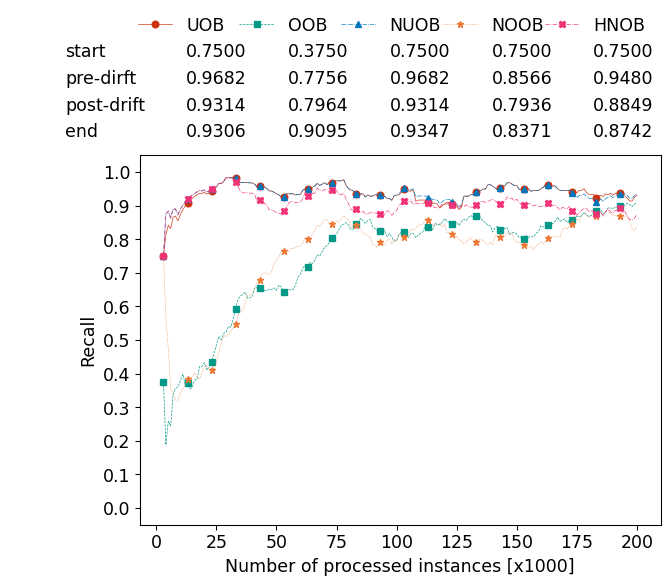 UOB OOB NUOB NOOB HNOB
start 0.7500 0.3750 0.7500 0.7500 0.7500
pre-dirft 0.9682 0.7756 0.9682 0.8566 0.9480
post-drift 0.9314 0.7964 0.9314 0.7936 0.8849
end 0.9306 0.9095 0.9347 0.8371 0.8742
1.0
0.9
0.8
0.7
0.6
0.5
0.4
0.3
0.2
0.1
0.0
Recall
0 25 50 75 100 125 150 175 200
Number of processed instances [x1000]